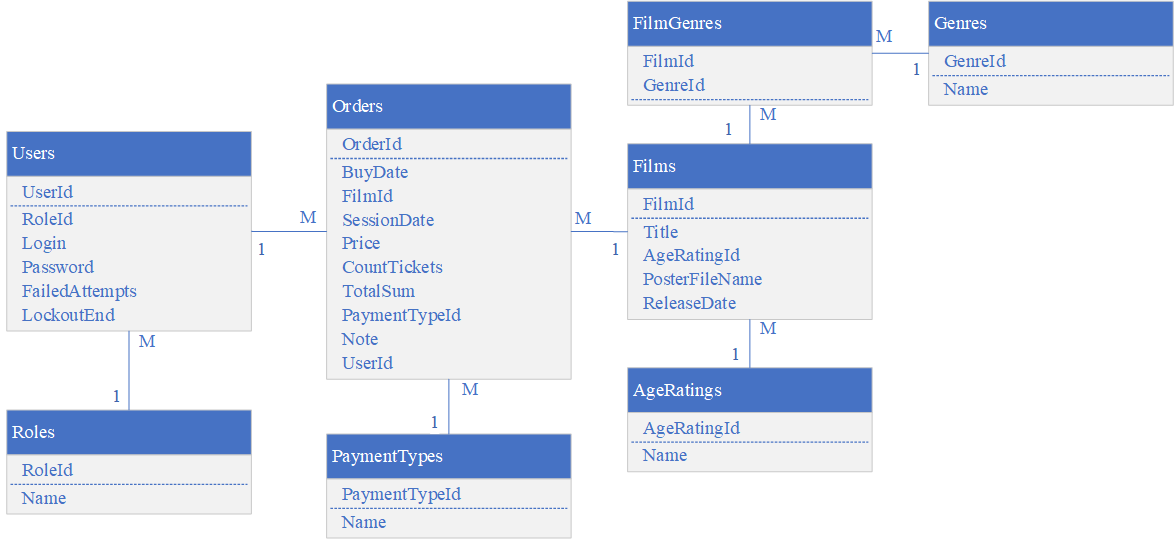 FilmGenres
FilmId
GenreId
M
1
Genres
GenreId
Name
M
1
Orders
OrderId
BuyDate
FilmId
SessionDate
Price
CountTickets
TotalSum
PaymentTypeId
Note
UserId
Users
UserId
RoleId
Login
Password
FailedAttempts
LockoutEnd
M
1
M
1
Films
FilmId
Title
AgeRatingId
PosterFileName
ReleaseDate
M
1
M
1
M
1
Roles
RoleId
Name
PaymentTypes
PaymentTypeId
Name
AgeRatings
AgeRatingId
Name